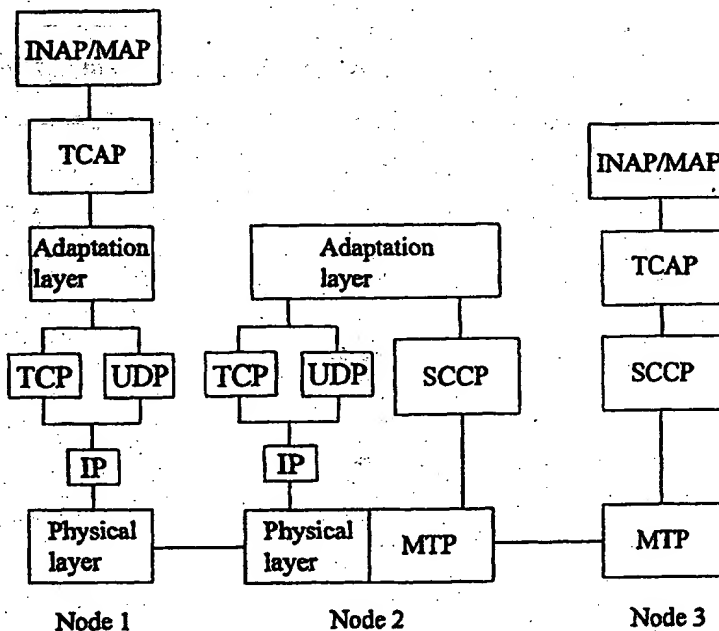 INAP/MAP
TCAP
Adaptation
layer
TCP
UDP
IP
Physical
layer
Node 1
Adaptation
layer
TCP
UDP
SCCP
IP
Physical
layer
MTP
Node 2
INAP/MAP
TCAP
SCCP
MTP
Node 3